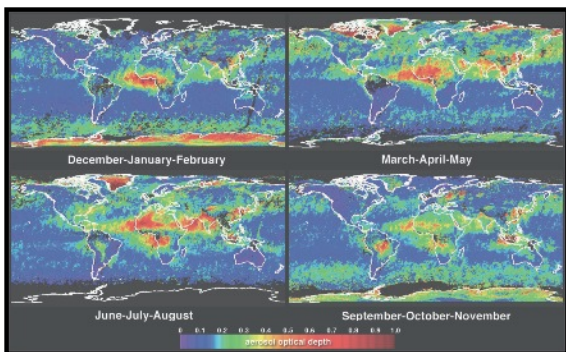 December-January-February
March-April-May
June-July-August
September-October-November
0 0.1 0.2 0.3 0.4 0.5 0.6 0.7 0.8 0.9 1.0
aerosol optical depth